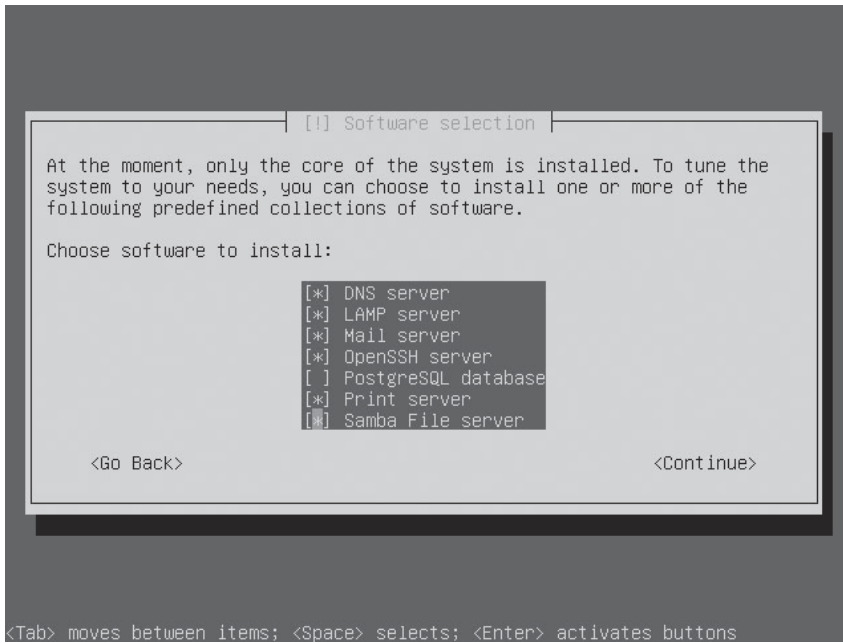 [!] Software selection
At the moment, only the core of the system is installed. To tune the
system to your needs, you can choose to install one or more of the
following predefined collections of software.
Choose software to install:
[*] DNS server
[*] LAMP server
[*] Mail server
[*] OpenSSH server
[ ] PostgreSQL database
[*] Print server
[*] Samba File server
<Go Back> <Continue>
<Tab> moves between items; <Space> selects; <Enter> activates buttons